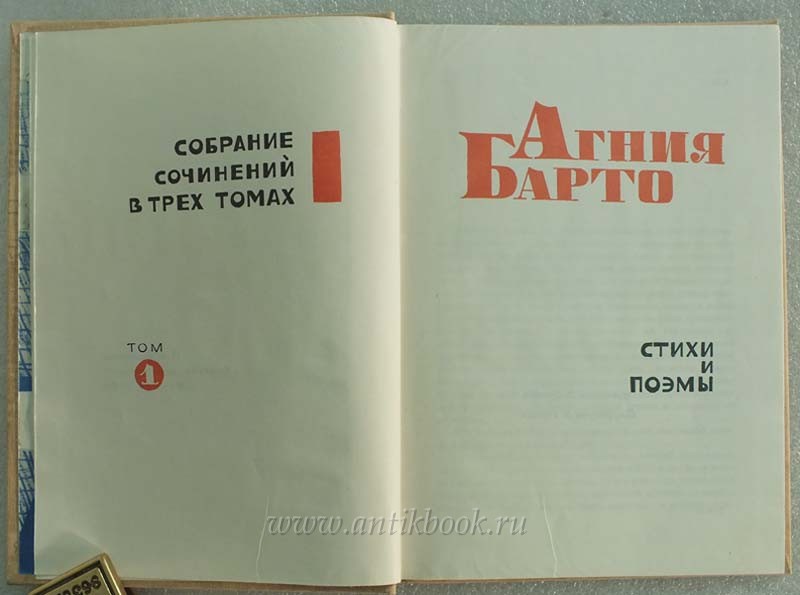 СОБРАНИЕ
СОЧИНЕНИЙ
В ТРЕХ ТОМАХ
ТОМ
1
АГНИЯ
БАРТО
СТИХИ
И
ПОЭМЫ
www.antikbook.ru